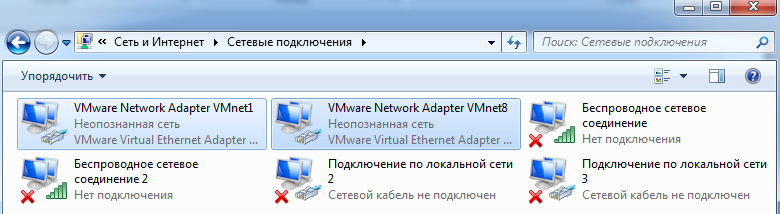 « Сеть и Интернет ▸ Сетевые подключения ▸
Поиск: Сетевые подключения
Упорядочить
VMware Network Adapter VMnet1
Неопознанная сеть
VMware Virtual Ethernet Adapter ...
VMware Network Adapter VMnet8
Неопознанная сеть
VMware Virtual Ethernet Adapter ...
Беспроводное сетевое
соединение
Нет подключения
Беспроводное сетевое
соединение 2
Нет подключения
Подключение по локальной сети
2
Сетевой кабель не подключен
Подключение по локальной сети
3
Сетевой кабель не подключен